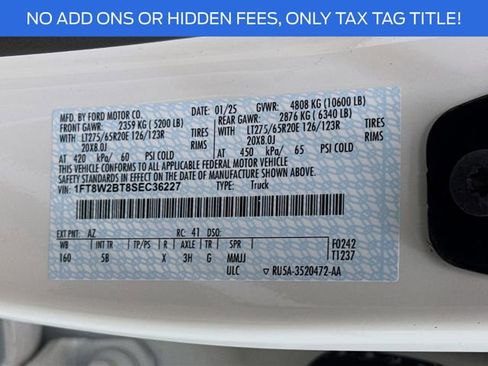 NO ADD ONS OR HIDDEN FEES, ONLY TAX TAG TITLE!
MFD. BY FORD MOTOR CO. 01/25 GVWR: 4808 KG (10600 LB)
FRONT GAWR: 2359 KG (5200 LB) REAR GAWR: 2876 KG (6340 LB)
LT275/65R20E 126/123R TIRES LT275/65R20E 126/123R TIRES
20X8.0J RIMS 20X8.0J RIMS
AT 420 kPa/ 60 PSI COLD AT 450 kPa/ 65 PSI COLD
THIS VEHICLE CONFORMS TO ALL APPLICABLE FEDERAL MOTOR VEHICLE
SAFETY STANDARDS IN EFFECT ON THE DATE OF MANUFACTURE SHOWN ABOVE.
VIN: 1FT8W2BT8SEC36227 TYPE: Truck
EXT PNT: AZ RC: 41 DSO:
WB INT TR TP/PS R AXLE TR SPR F0242
160 5B X 3H G MMJJ T1237
ULC RU5A-3520472-AA